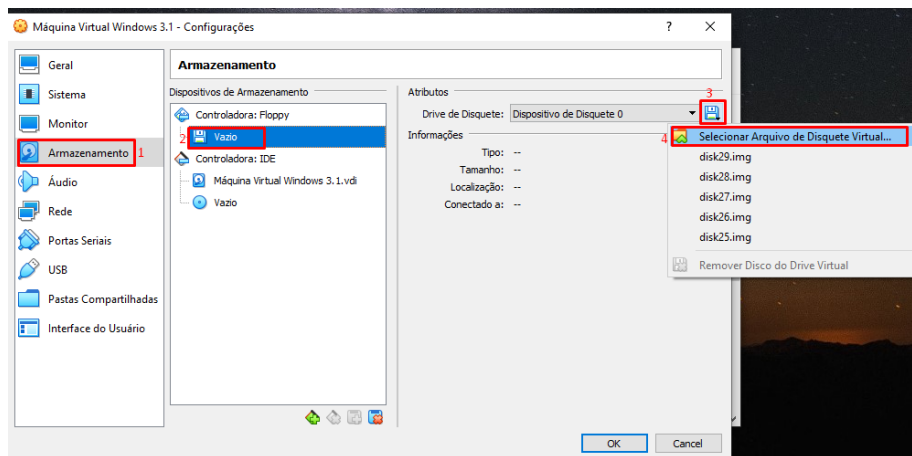 Máquina Virtual Windows 3.1 - Configurações
?
Geral
Sistema
Monitor
Armazenamento 1
Áudio
Rede
Portas Seriais
USB
Pastas Compartilhadas
Interface do Usuário
Armazenamento
Dispositivos de Armazenamento
Controladora: Floppy
2 Vazio
Controladora: IDE
Máquina Virtual Windows 3.1.vdi
Vazio
Atributos
3
Drive de Disquete: Dispositivo de Disquete 0
Informações
Tipo: --
Tamanho: --
Localização: --
Conectado a: --
4 Selecionar Arquivo de Disquete Virtual...
disk29.img
disk28.img
disk27.img
disk26.img
disk25.img
Remover Disco do Drive Virtual
OK
Cancel